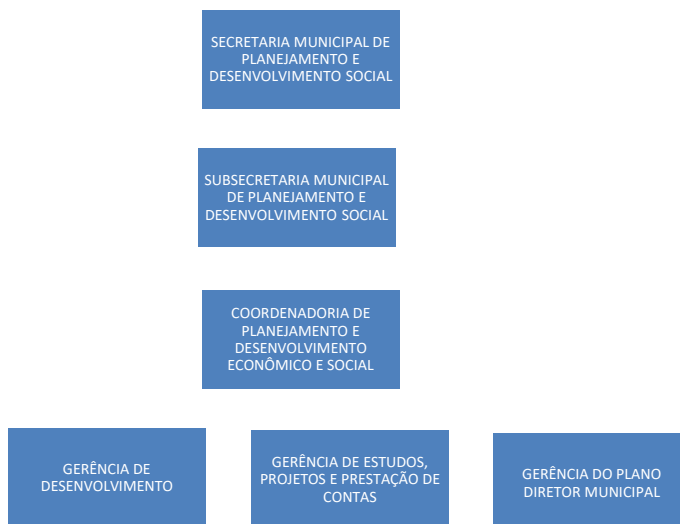 SECRETARIA MUNICIPAL DE
PLANEJAMENTO E
DESENVOLVIMENTO SOCIAL
SUBSECRETARIA MUNICIPAL
DE PLANEJAMENTO E
DESENVOLVIMENTO SOCIAL
COORDENADORIA DE
PLANEJAMENTO E
DESENVOLVIMENTO
ECONÔMICO E SOCIAL
GERÊNCIA DE
DESENVOLVIMENTO
GERÊNCIA DE ESTUDOS,
PROJETOS E PRESTAÇÃO DE
CONTAS
GERÊNCIA DO PLANO
DIRETOR MUNICIPAL